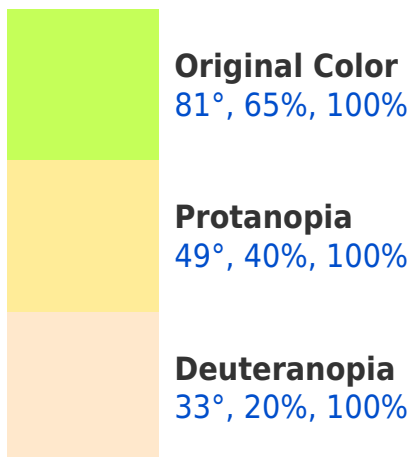 Original Color
81°, 65%, 100%
Protanopia
49°, 40%, 100%
Deuteranopia
33°, 20%, 100%